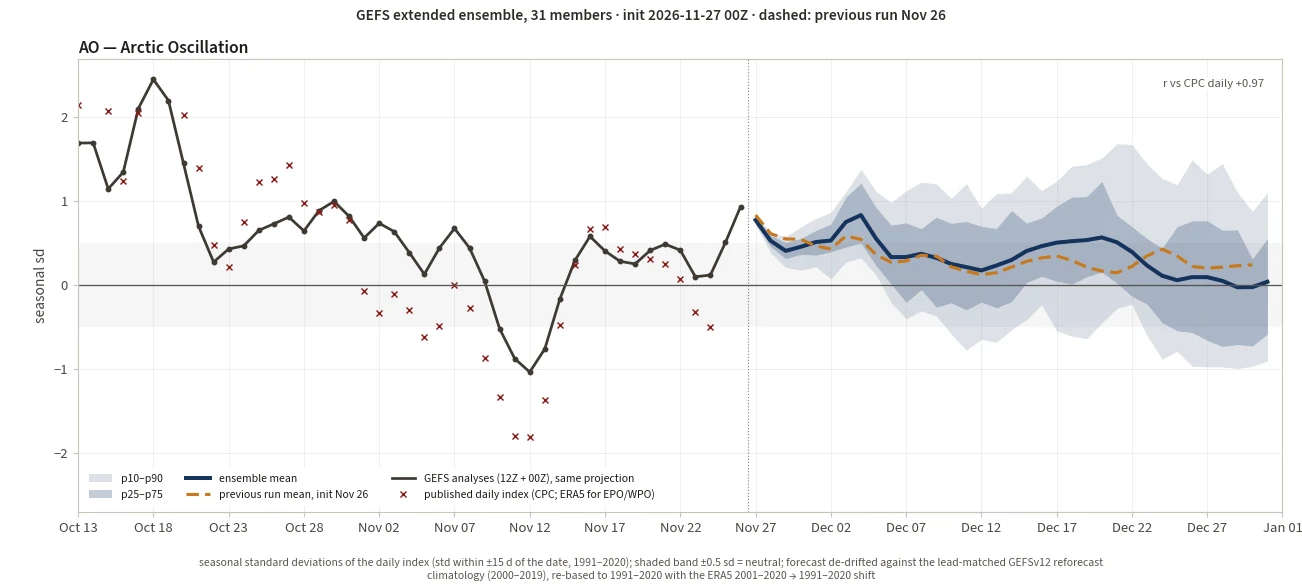 GEFS extended ensemble, 31 members · init 2026-11-27 00Z · dashed: previous run Nov 26
AO — Arctic Oscillation
r vs CPC daily +0.97
seasonal sd
2
1
0
−1
−2
p10–p90
ensemble mean
GEFS analyses (12Z + 00Z), same projection
p25–p75
previous run mean, init Nov 26
published daily index (CPC; ERA5 for EPO/WPO)
Oct 13 Oct 18 Oct 23 Oct 28 Nov 02 Nov 07 Nov 12 Nov 17 Nov 22 Nov 27 Dec 02 Dec 07 Dec 12 Dec 17 Dec 22 Dec 27 Jan 01
seasonal standard deviations of the daily index (std within ±15 d of the date, 1991–2020); shaded band ±0.5 sd = neutral; forecast de-drifted against the lead-matched GEFSv12 reforecast
climatology (2000–2019), re-based to 1991–2020 with the ERA5 2001–2020 → 1991–2020 shift